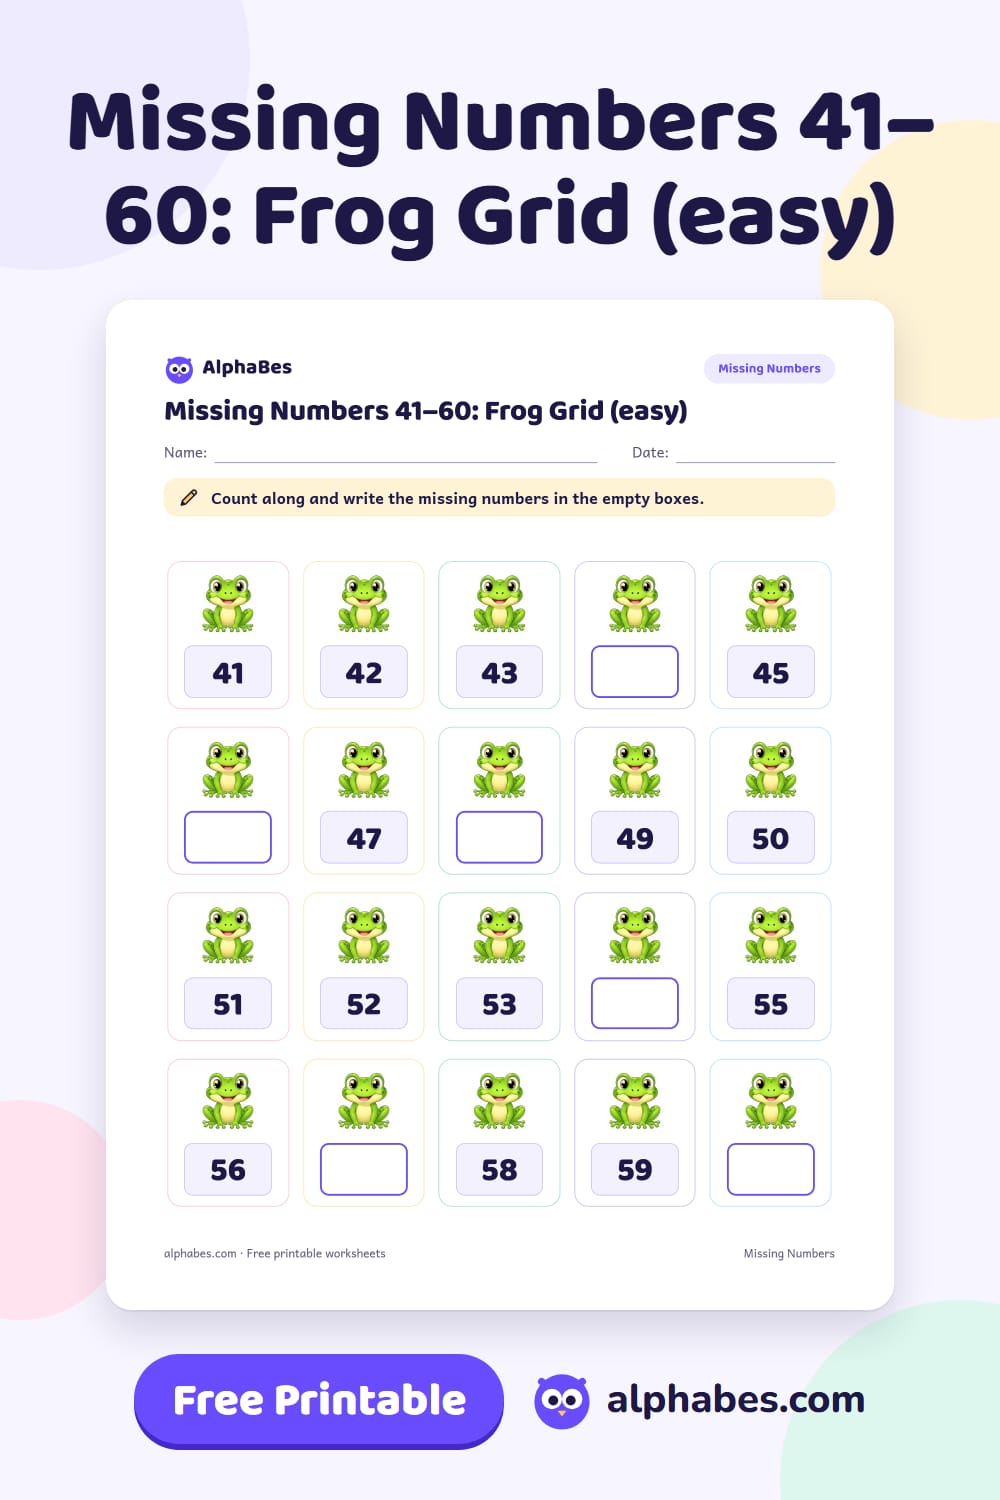 Missing Numbers 41–
60: Frog Grid (easy)
AlphaBes
Missing Numbers
Missing Numbers 41–60: Frog Grid (easy)
Name:
Date:
Count along and write the missing numbers in the empty boxes.
41 42 43 45
47 49 50
51 52 53 55
56 58 59
alphabes.com · Free printable worksheets
Missing Numbers
Free Printable
alphabes.com